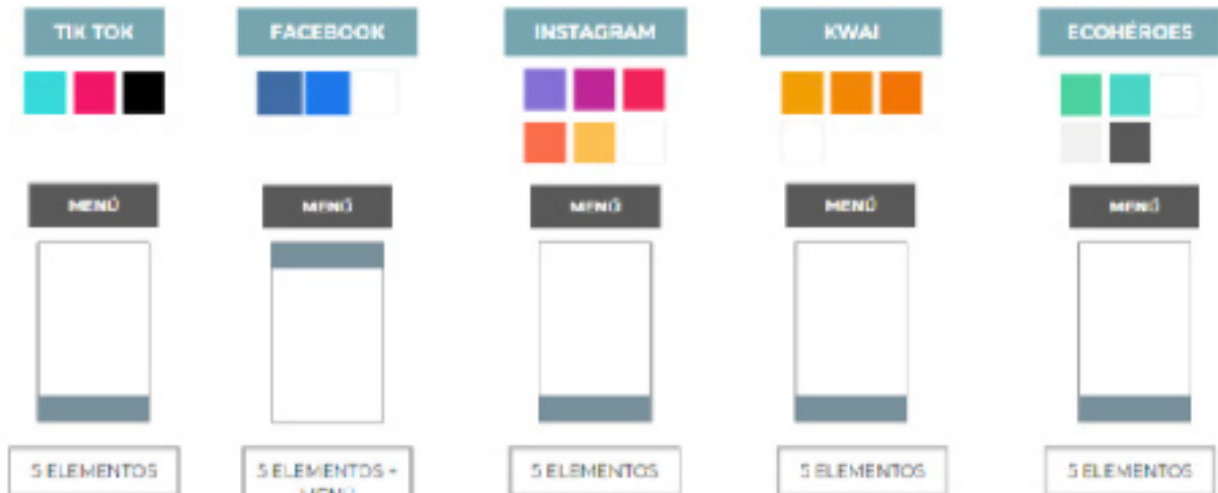 TIK TOK
FACEBOOK
INSTAGRAM
KWAI
ECOHÉROES
MENÚ
MENÚ
MENÚ
MENÚ
MENÚ
5 ELEMENTOS
5 ELEMENTOS +
MENÚ
5 ELEMENTOS
5 ELEMENTOS
5 ELEMENTOS